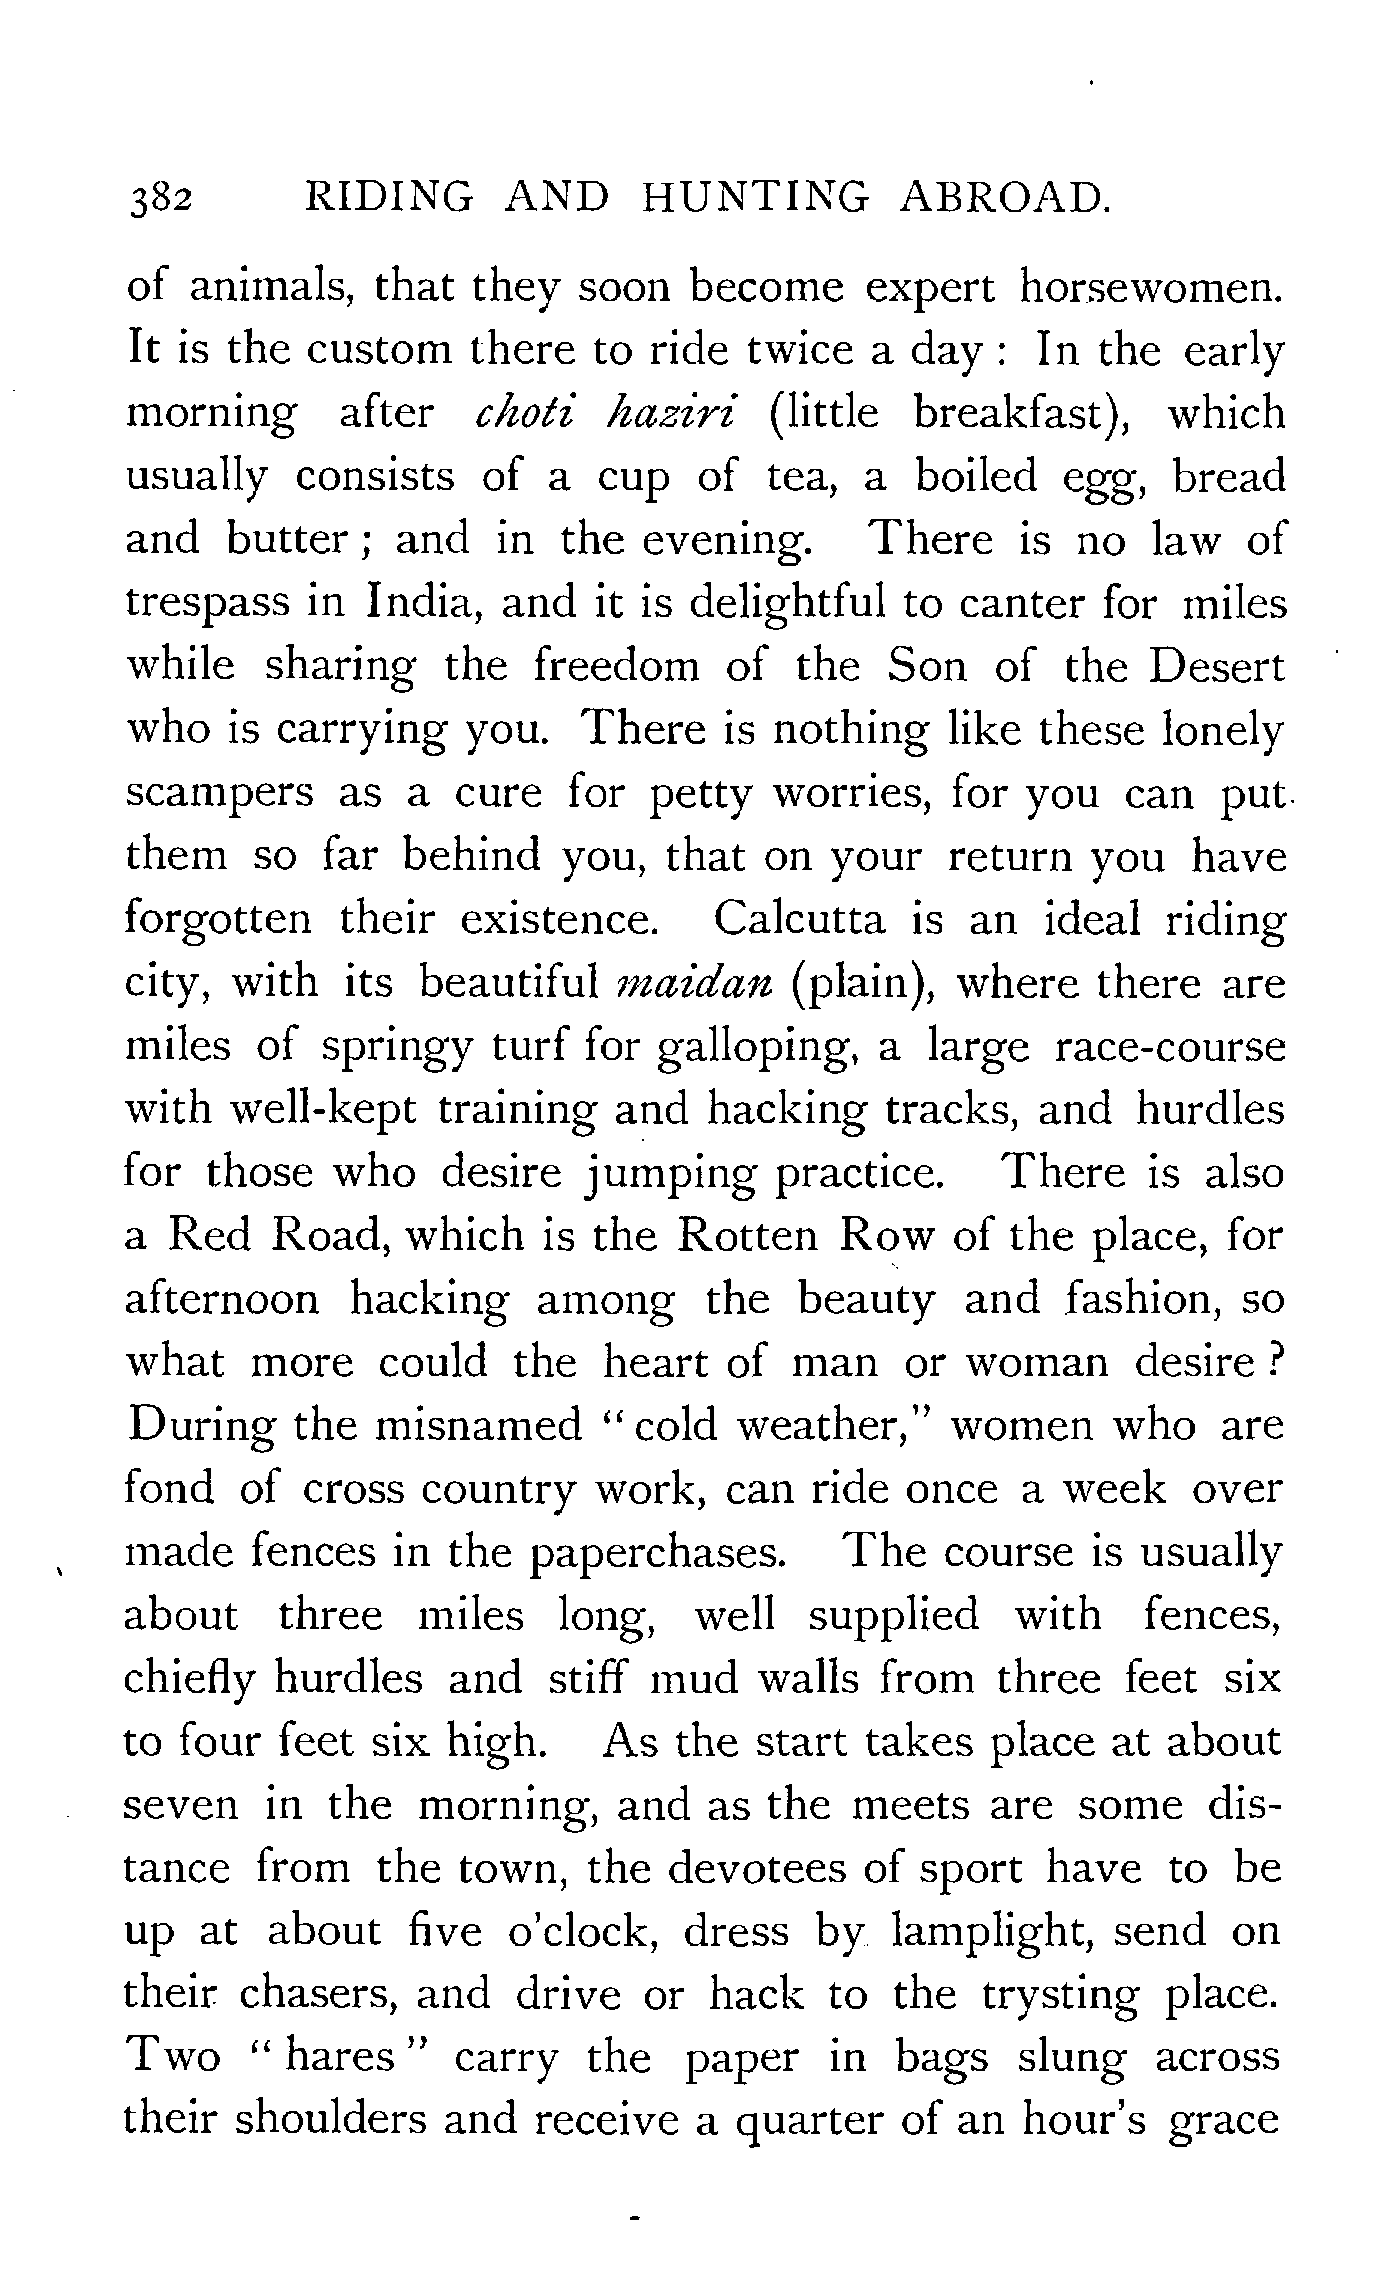 382 RIDING AND HUNTING ABROAD.
of animals, that they soon become expert horsewomen.
It is the custom there to ride twice a day : In the early
morning after choti haziri (little breakfast), which
usually consists of a cup of tea, a boiled egg, bread
and butter ; and in the evening. There is no law of
trespass in India, and it is delightful to canter for miles
while sharing the freedom of the Son of the Desert
who is carrying you. There is nothing like these lonely
scampers as a cure for petty worries, for you can put
them so far behind you, that on your return you have
forgotten their existence. Calcutta is an ideal riding
city, with its beautiful maidan (plain), where there are
miles of springy turf for galloping, a large race-course
with well-kept training and hacking tracks, and hurdles
for those who desire jumping practice. There is also
a Red Road, which is the Rotten Row of the place, for
afternoon hacking among the beauty and fashion, so
what more could the heart of man or woman desire ?
During the misnamed " cold weather," women who are
fond of cross country work, can ride once a week over
made fences in the paperchases. The course is usually
about three miles long, well supplied with fences,
chiefly hurdles and stiff mud walls from three feet six
to four feet six high. As the start takes place at about
seven in the morning, and as the meets are some dis-
tance from the town, the devotees of sport have to be
up at about five o'clock, dress by lamplight, send on
their chasers, and drive or hack to the trysting place.
Two " hares " carry the paper in bags slung across
their shoulders and receive a quarter of an hour's grace